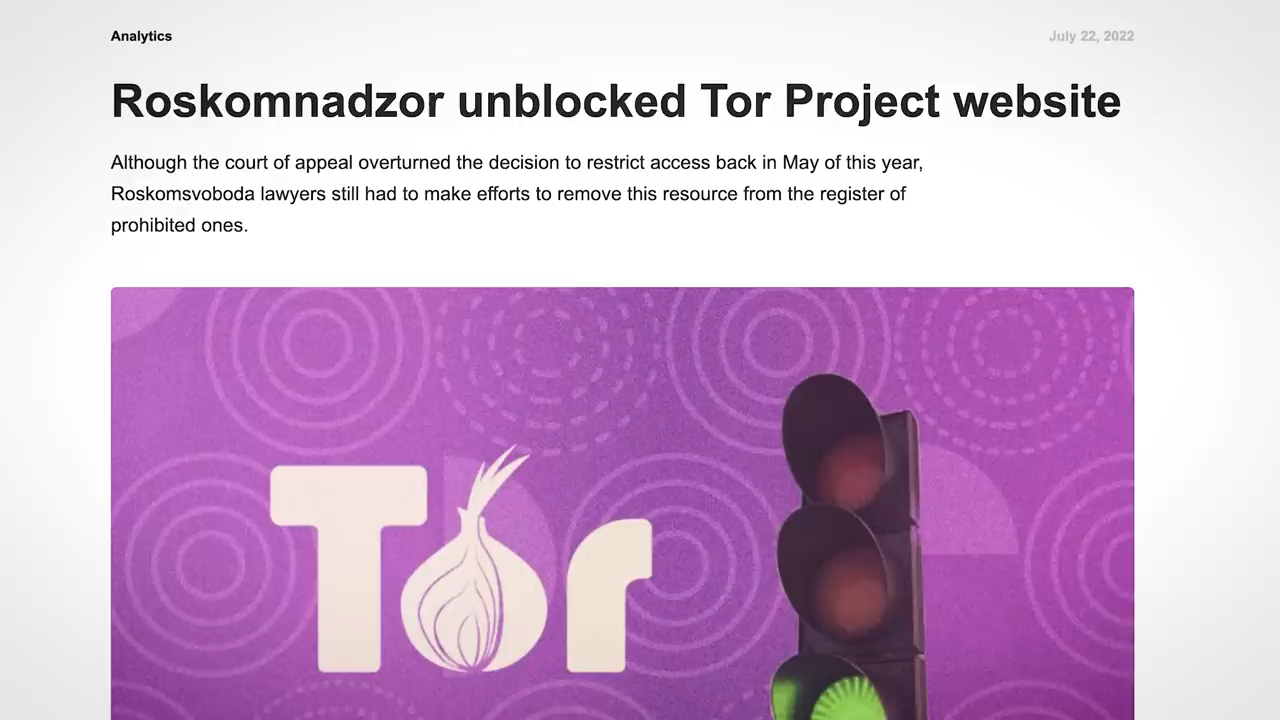 Analytics
July 22, 2022
Roskomnadzor unblocked Tor Project website
Although the court of appeal overturned the decision to restrict access back in May of this year,
Roskomsvoboda lawyers still had to make efforts to remove this resource from the register of
prohibited ones.
Tor